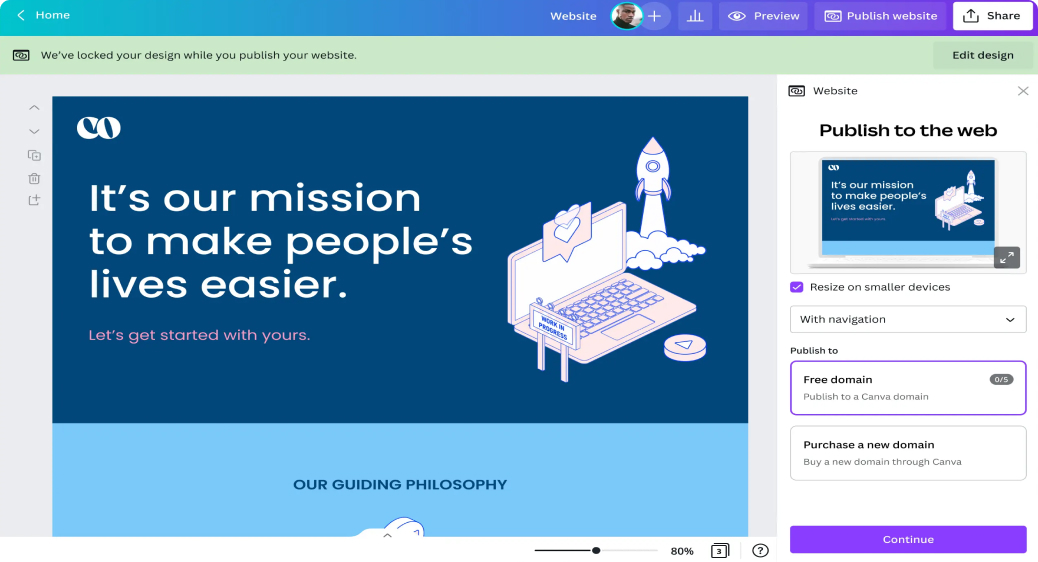 Home
Website
Preview
Publish website
Share
We've locked your design while you publish your website.
Edit design
Website
Publish to the web
It's our mission
to make people's
lives easier.
Let's get started with yours.
WORK IN
PROGRESS
It's our mission
to make people's
lives easier.
Let's get started with yours.
Resize on smaller devices
With navigation
Publish to
Free domain
0/5
Publish to a Canva domain
Purchase a new domain
Buy a new domain through Canva
OUR GUIDING PHILOSOPHY
Continue
80%
3
?